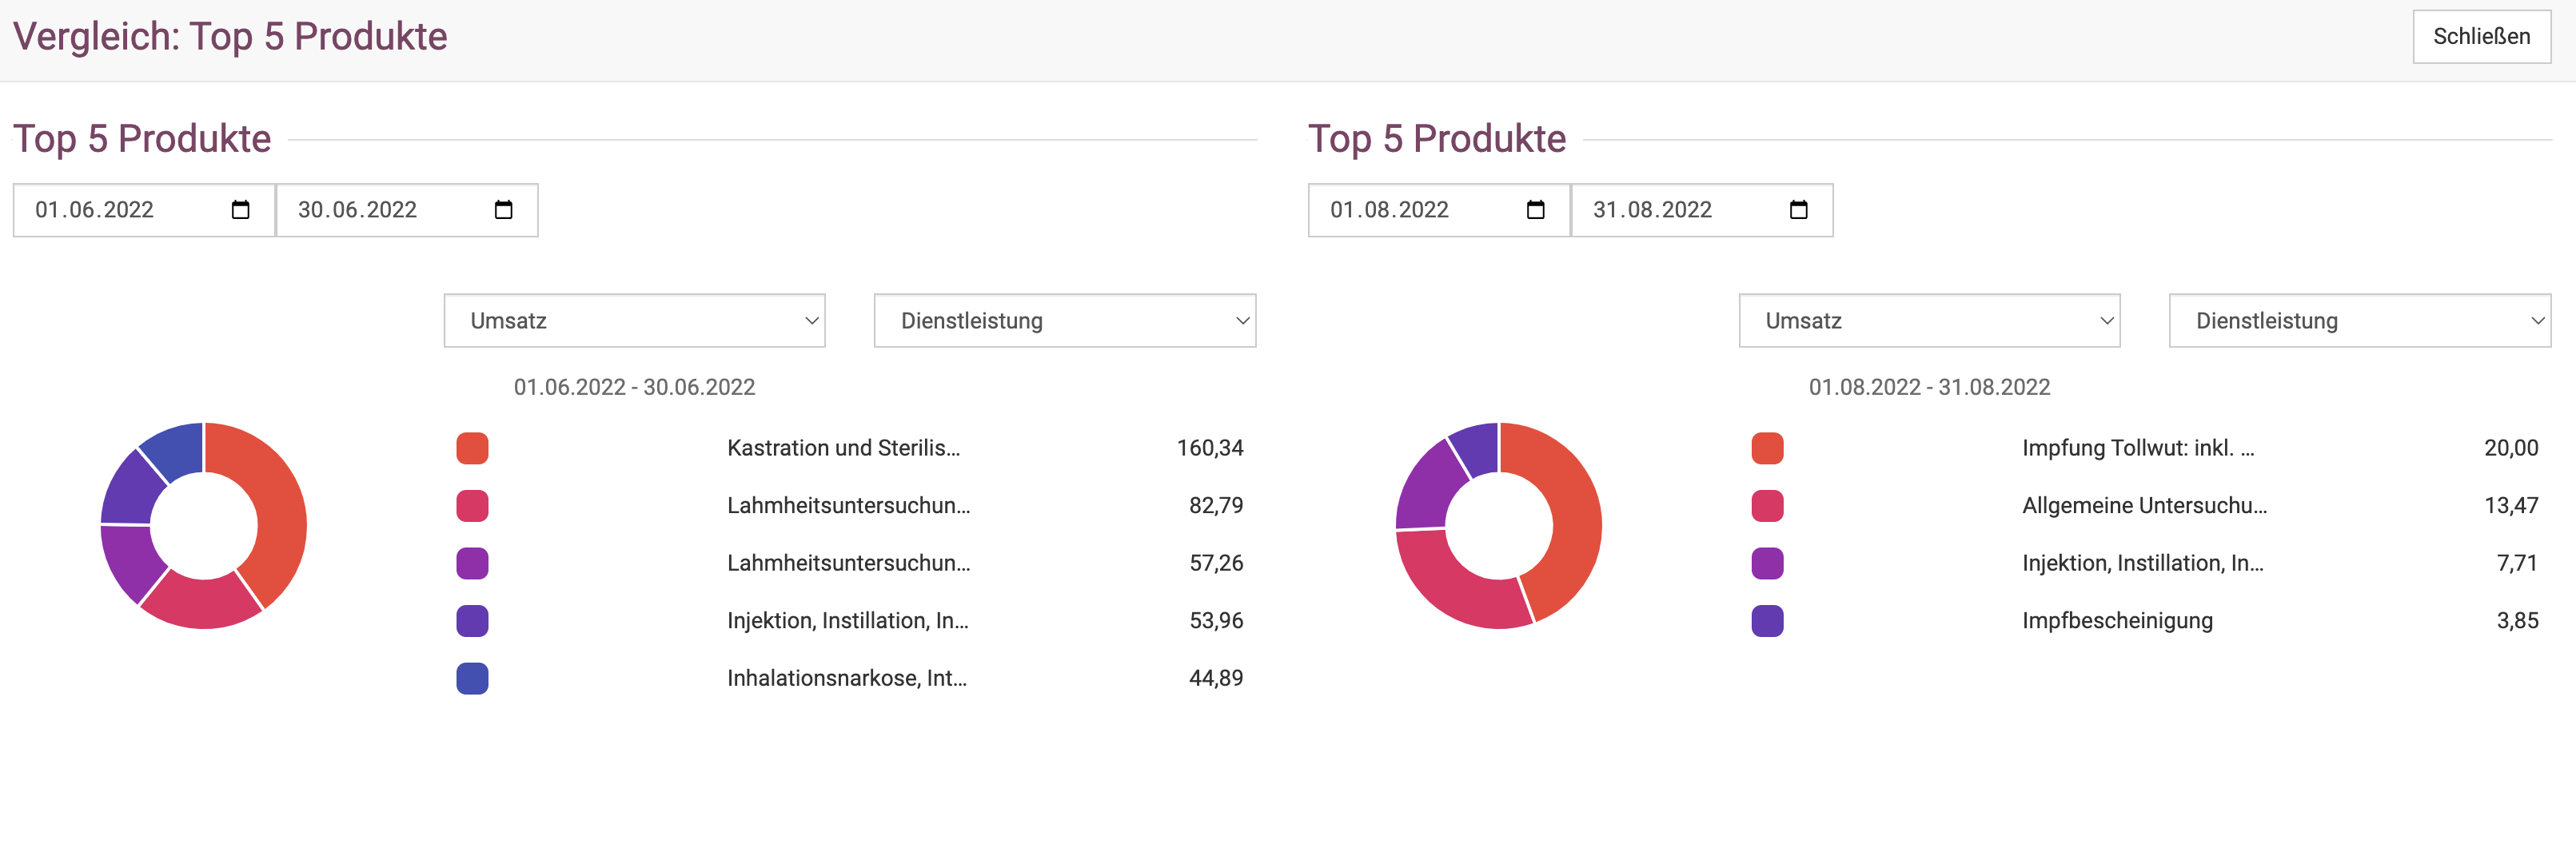 Vergleich: Top 5 Produkte
Schließen
Top 5 Produkte
01.06.2022
30.06.2022
Umsatz
Dienstleistung
01.06.2022 - 30.06.2022
Kastration und Sterilis... 160,34
Lahmheitsuntersuchun... 82,79
Lahmheitsuntersuchun... 57,26
Injektion, Instillation, In... 53,96
Inhalationsnarkose, Int... 44,89
Top 5 Produkte
01.08.2022
31.08.2022
Umsatz
Dienstleistung
01.08.2022 - 31.08.2022
Impfung Tollwut: inkl. ... 20,00
Allgemeine Untersuchu... 13,47
Injektion, Instillation, In... 7,71
Impfbescheinigung 3,85